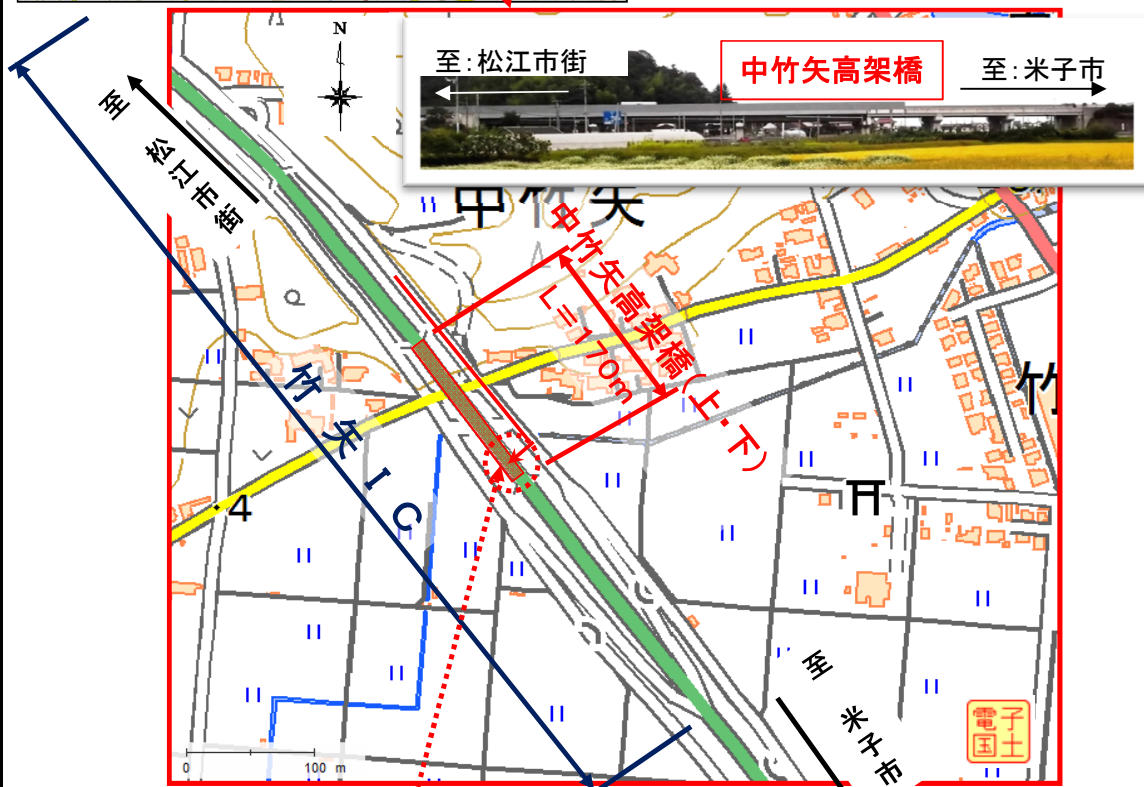 N
至：松江市街
中竹矢高架橋
至：米子市
至
松江市街
中竹矢
中竹矢高架橋（上・下）
L＝170m
竹矢IC
竹
4
至
米子市
電子
国土
0
100 m